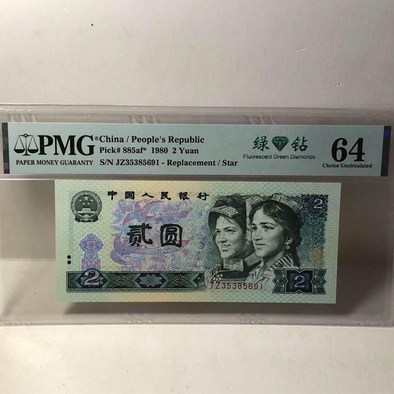 PMG
PAPER MONEY GUARANTY
China / People's Republic
Pick# 885af* 1980 2 Yuan
S/N JZ35385691 - Replacement / Star
绿钻
Fluorescent Green Diamonds
64
Choice Uncirculated
中国人民银行
2
贰圆
2
2
JZ35385691